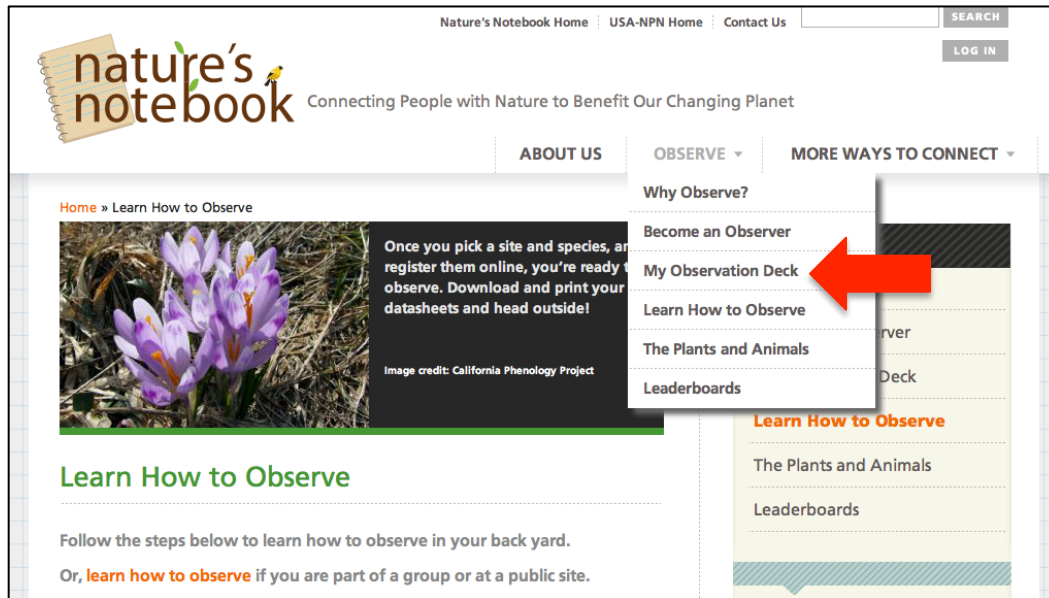 Nature's Notebook Home USA-NPN Home Contact Us SEARCH
LOG IN
nature's
notebook
Connecting People with Nature to Benefit Our Changing Planet
ABOUT US OBSERVE MORE WAYS TO CONNECT
Why Observe?
Become an Observer
My Observation Deck
Learn How to Observe
The Plants and Animals
Leaderboards
Home » Learn How to Observe
Once you pick a site and species, 
register them online, you're ready
observe. Download and print your
datasheets and head outside!
Image credit: California Phenology Project
Deck
Learn How to Observe
The Plants and Animals
Leaderboards
Learn How to Observe
Follow the steps below to learn how to observe in your back yard.
Or, learn how to observe if you are part of a group or at a public site.